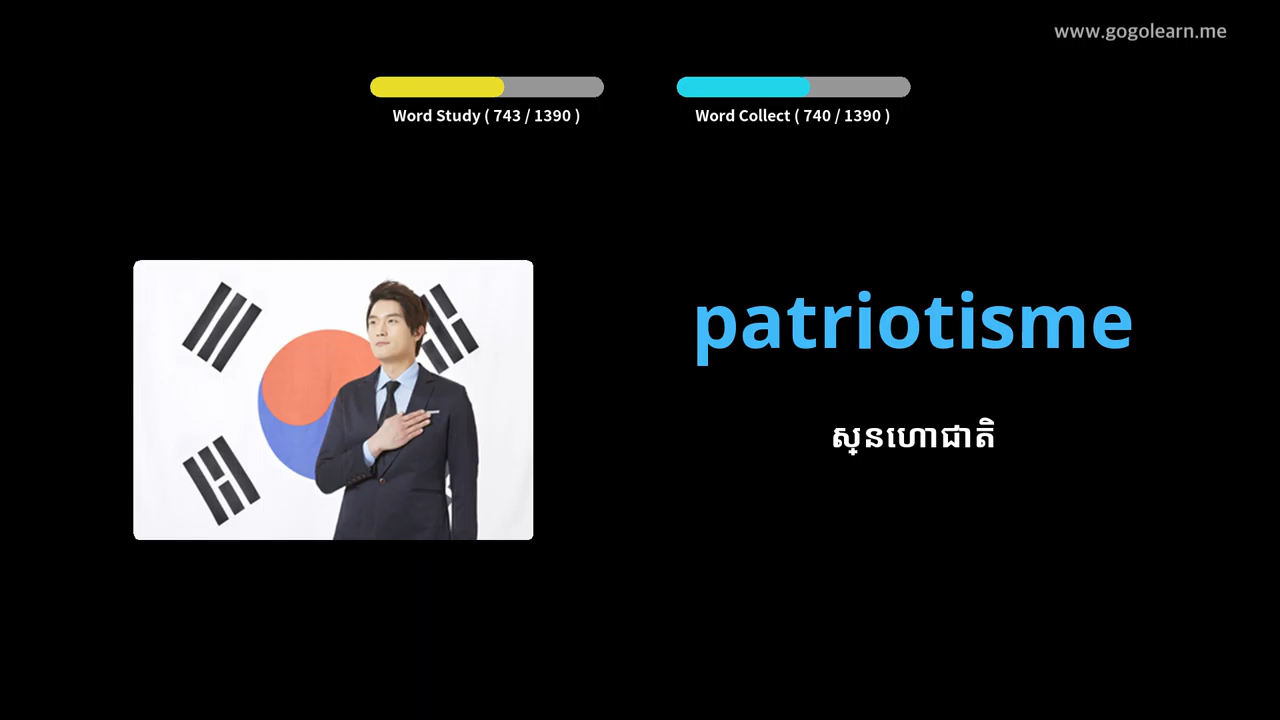 www.gogolearn.me
Word Study ( 743 / 1390 )
Word Collect ( 740 / 1390 )
patriotisme
ស្នេហាជាតិ